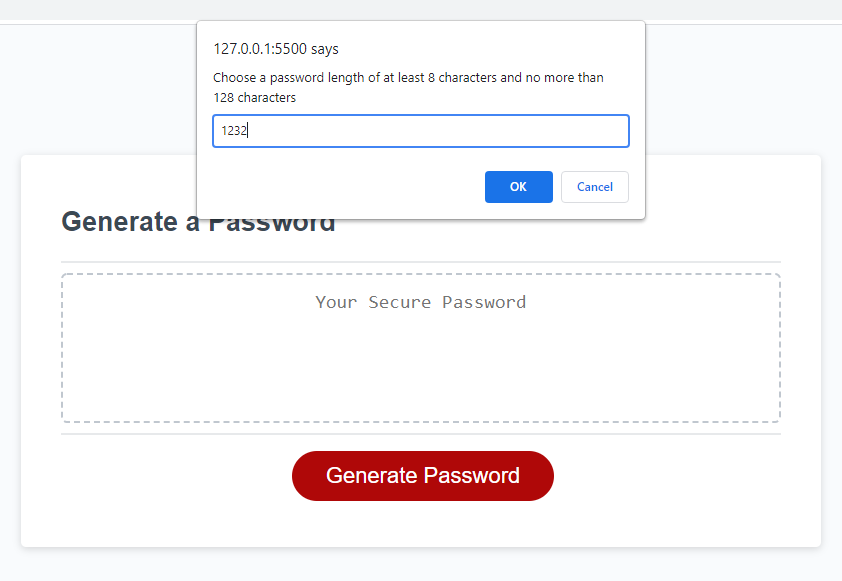 127.0.0.1:5500 says
Choose a password length of at least 8 characters and no more than
128 characters
1232
OK
Cancel
Generate a Password
Your Secure Password
Generate Password